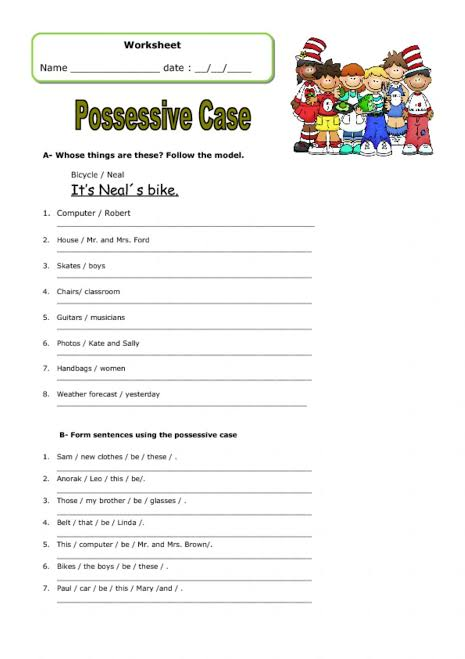 Worksheet
Name _________________ date : __/__/____
Possessive Case
A- Whose things are these? Follow the model.
Bicycle / Neal
It's Neal´s bike.
1. Computer / Robert
2. House / Mr. and Mrs. Ford
3. Skates / boys
4. Chairs/ classroom
5. Guitars / musicians
6. Photos / Kate and Sally
7. Handbags / women
8. Weather forecast / yesterday
B- Form sentences using the possessive case
1. Sam / new clothes / be / these / .
2. Anorak / Leo / this / be/.
3. Those / my brother / be / glasses / .
4. Belt / that / be / Linda /.
5. This / computer / be / Mr. and Mrs. Brown/.
6. Bikes / the boys / be / these / .
7. Paul / car / be / this / Mary /and / .